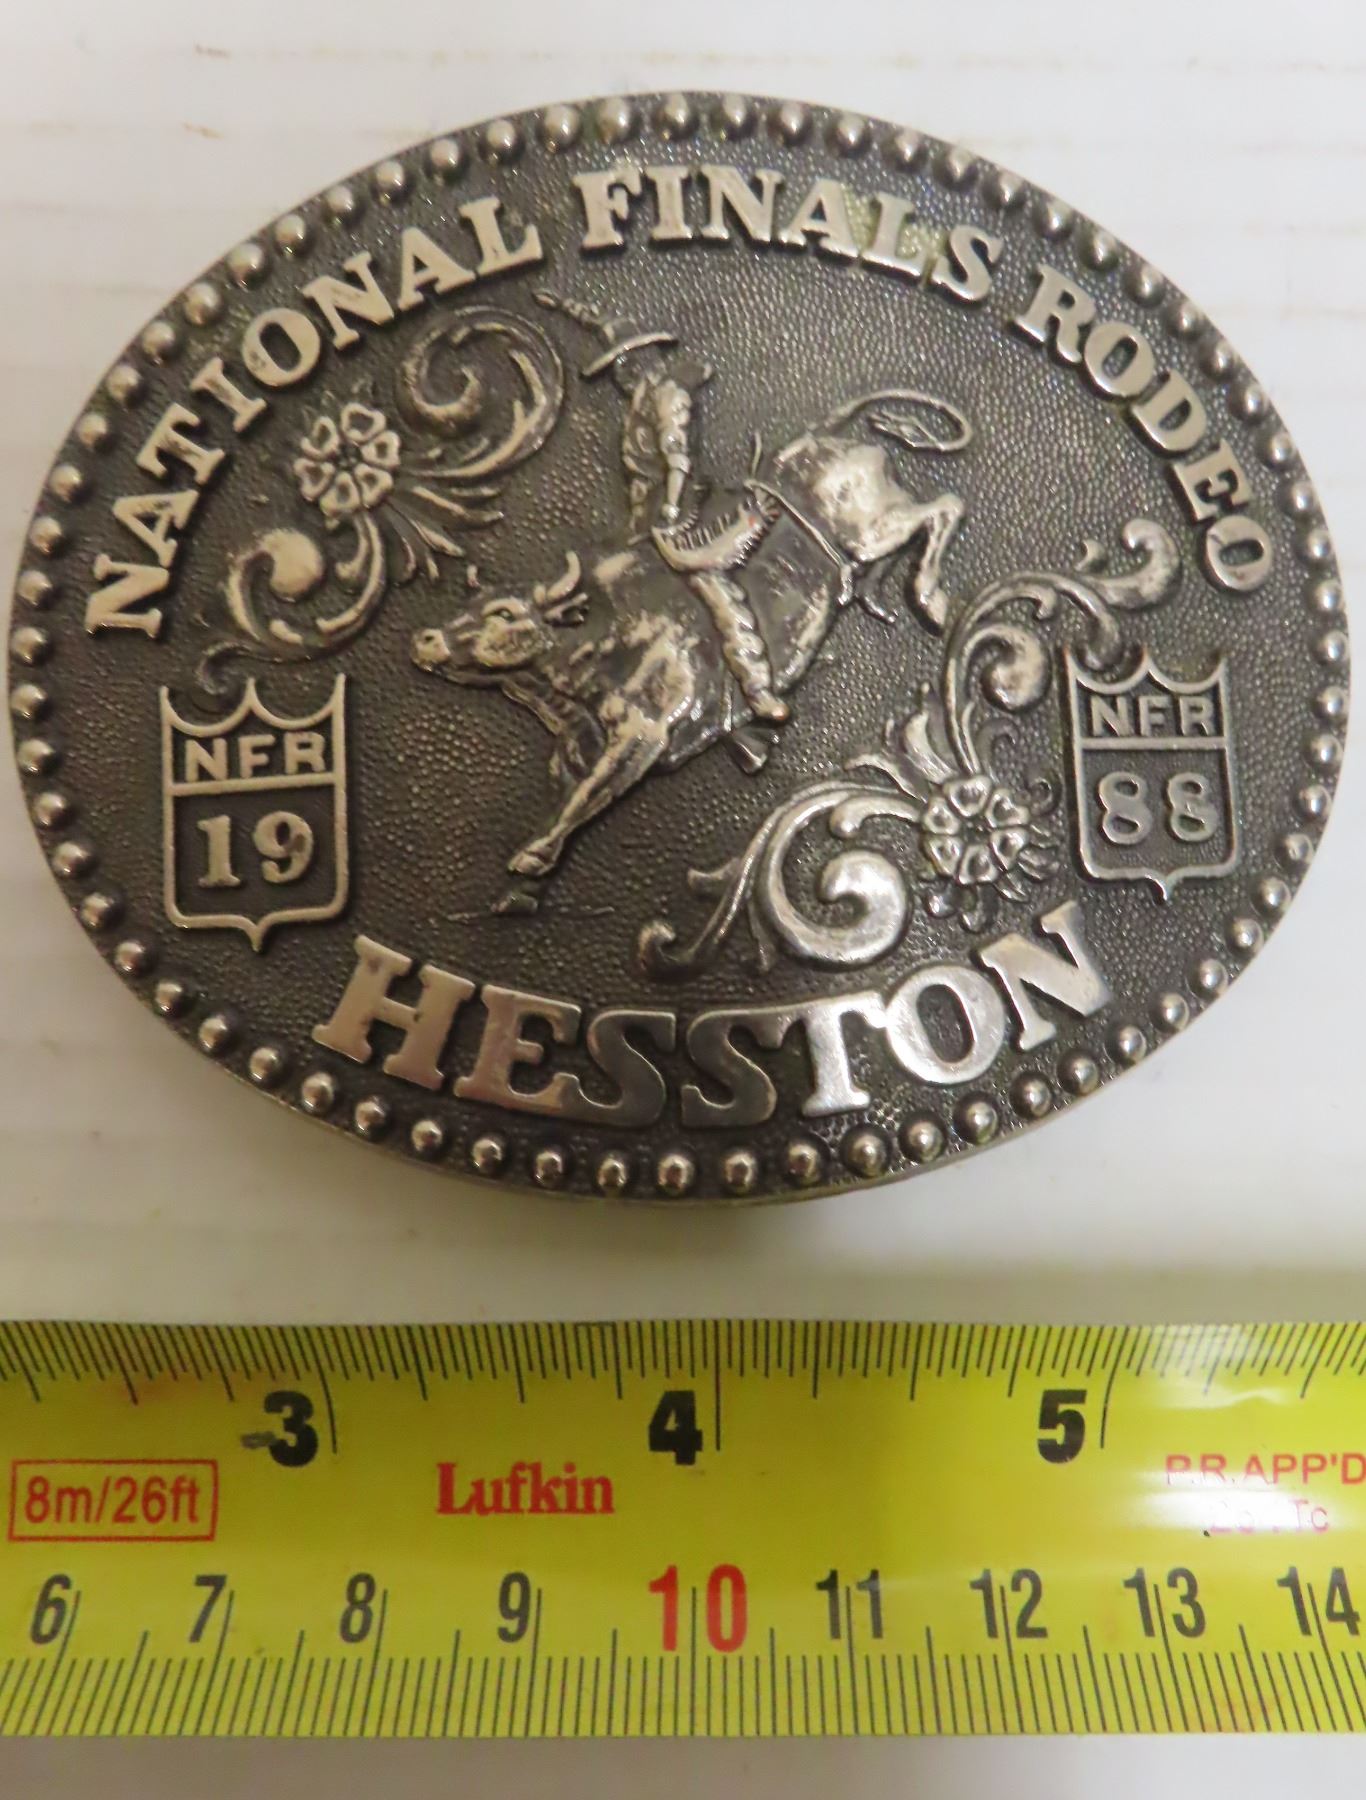 NATIONAL FINALS RODEO
NFR
19
NFR
88
HESSTON
3 4 5
8m/26ft
Lufkin
P.R.APP'D
6 7 8 9 10 11 12 13 14